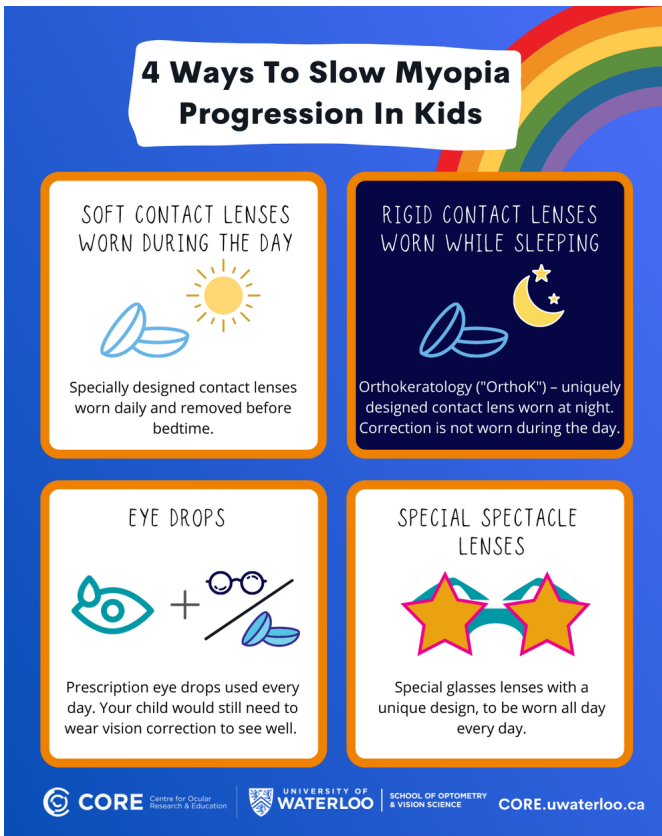 4 Ways To Slow Myopia
Progression In Kids
SOFT CONTACT LENSES
WORN DURING THE DAY
Specially designed contact lenses
worn daily and removed before
bedtime.
RIGID CONTACT LENSES
WORN WHILE SLEEPING
Orthokeratology ("OrthoK") – uniquely
designed contact lens worn at night.
Correction is not worn during the day.
EYE DROPS
Prescription eye drops used every
day. Your child would still need to
wear vision correction to see well.
SPECIAL SPECTACLE
LENSES
Special glasses lenses with a
unique design, to be worn all day
every day.
CORE
Centre for Ocular
Research & Education
UNIVERSITY OF
WATERLOO
SCHOOL OF OPTOMETRY
& VISION SCIENCE
CORE.uwaterloo.ca